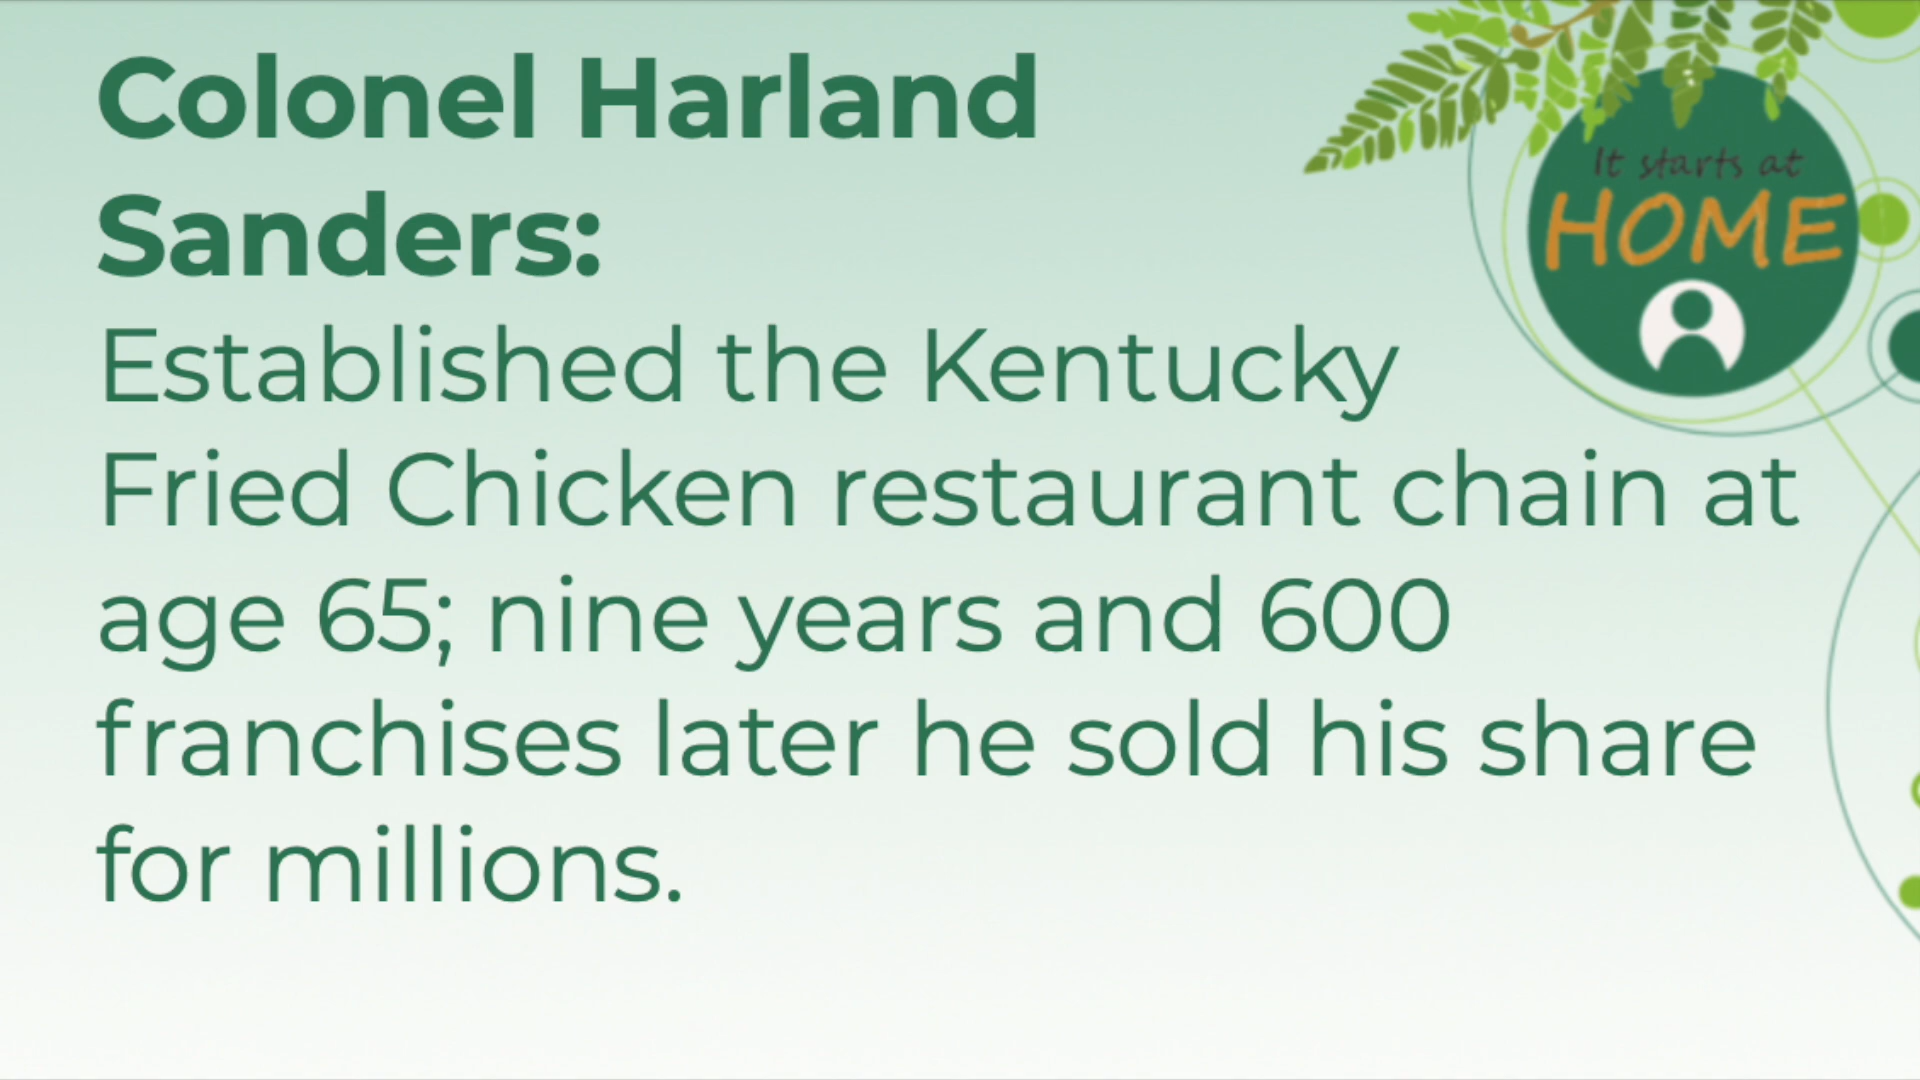 Colonel Harland
Sanders:
Established the Kentucky
Fried Chicken restaurant chain at
age 65; nine years and 600
franchises later he sold his share
for millions.
It starts at
HOME